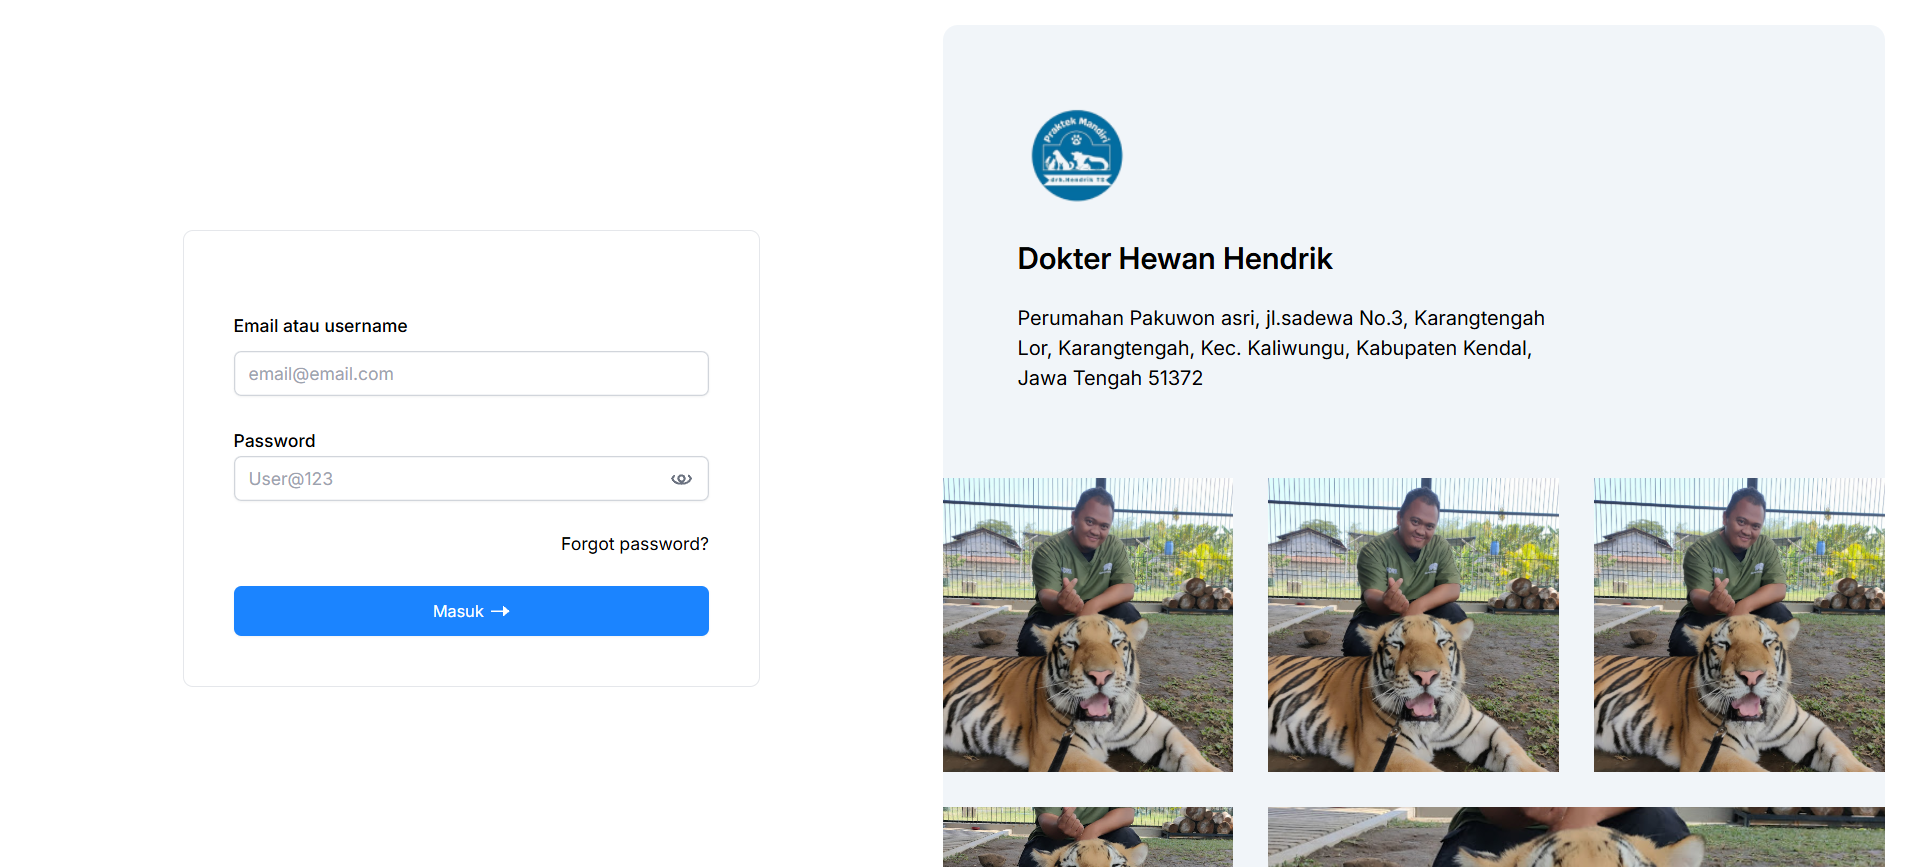 Email atau username
email@email.com
Password
User@123
Forgot password?
Masuk →
Praktek Mandiri
drh.Hendrik TS
Dokter Hewan Hendrik
Perumahan Pakuwon asri, jl.sadewa No.3, Karangtengah
Lor, Karangtengah, Kec. Kaliwungu, Kabupaten Kendal,
Jawa Tengah 51372